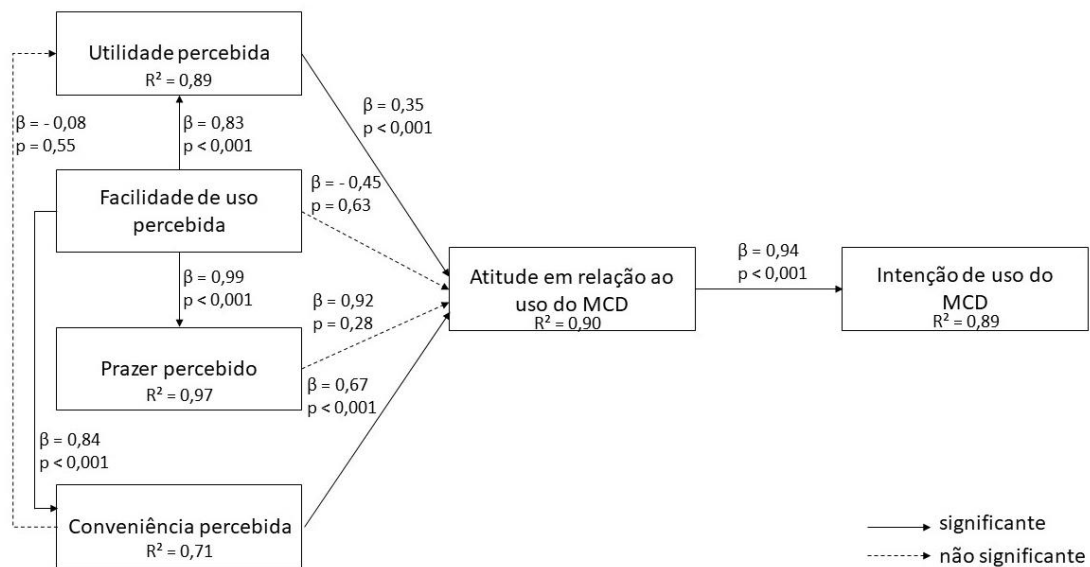 Utilidade percebida
R² = 0,89
β = - 0,08
p = 0,55
β = 0,83
p < 0,001
β = 0,35
p < 0,001
Facilidade de uso
percebida
β = - 0,45
p = 0,63
β = 0,99
p < 0,001
β = 0,92
p = 0,28
Atitude em relação ao
uso do MCD
R² = 0,90
β = 0,94
p < 0,001
Intenção de uso do
MCD
R² = 0,89
Prazer percebido
R² = 0,97
β = 0,67
p < 0,001
β = 0,84
p < 0,001
Conveniência percebida
R² = 0,71
significante
não significante